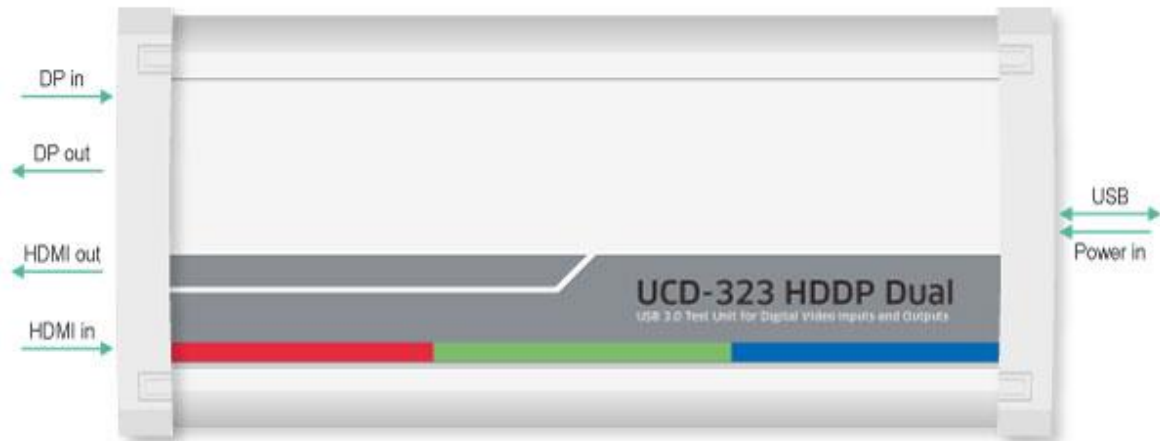 DP in
DP out
HDMI out
HDMI in
UCD-323 HDDP Dual
USB 3.0 Test Unit for Digital Video Inputs and Outputs
USB
Power in